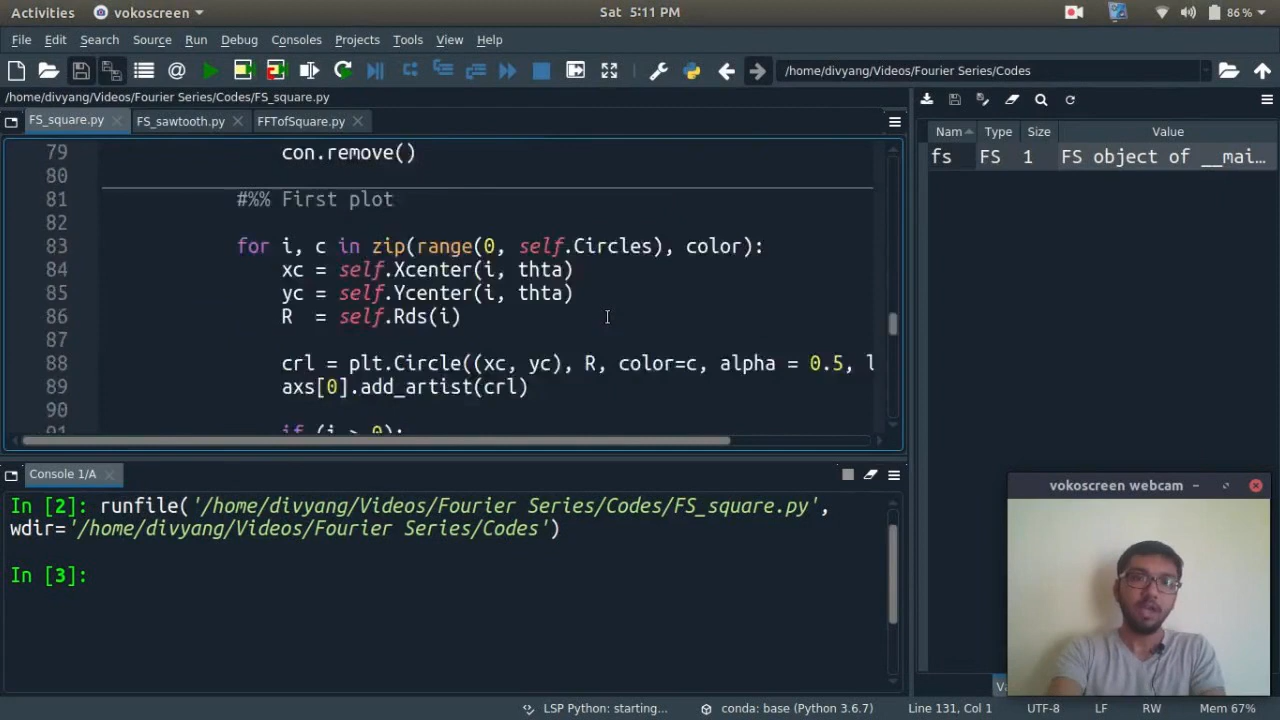 Activities vokoscreen Sat 5:11 PM 86 %
File Edit Search Source Run Debug Consoles Projects Tools View Help
/home/divyang/Videos/Fourier Series/Codes
/home/divyang/Videos/Fourier Series/Codes/FS_square.py
FS_square.py FS_sawtooth.py FFTofSquare.py
Nam Type Size Value
fs FS 1 FS object of __mai...
79 con.remove()
80
81 #%% First plot
82
83 for i, c in zip(range(0, self.Circles), color):
84 xc = self.Xcenter(i, thta)
85 yc = self.Ycenter(i, thta)
86 R = self.Rds(i)
87
88 crl = plt.Circle((xc, yc), R, color=c, alpha = 0.5, l
89 axs[0].add_artist(crl)
90
91 if (i > 0):
Console 1/A
In [2]: runfile('/home/divyang/Videos/Fourier Series/Codes/FS_square.py',
wdir='/home/divyang/Videos/Fourier Series/Codes')
In [3]:
vokoscreen webcam
LSP Python: starting... conda: base (Python 3.6.7) Line 131, Col 1 UTF-8 LF RW Mem 67%